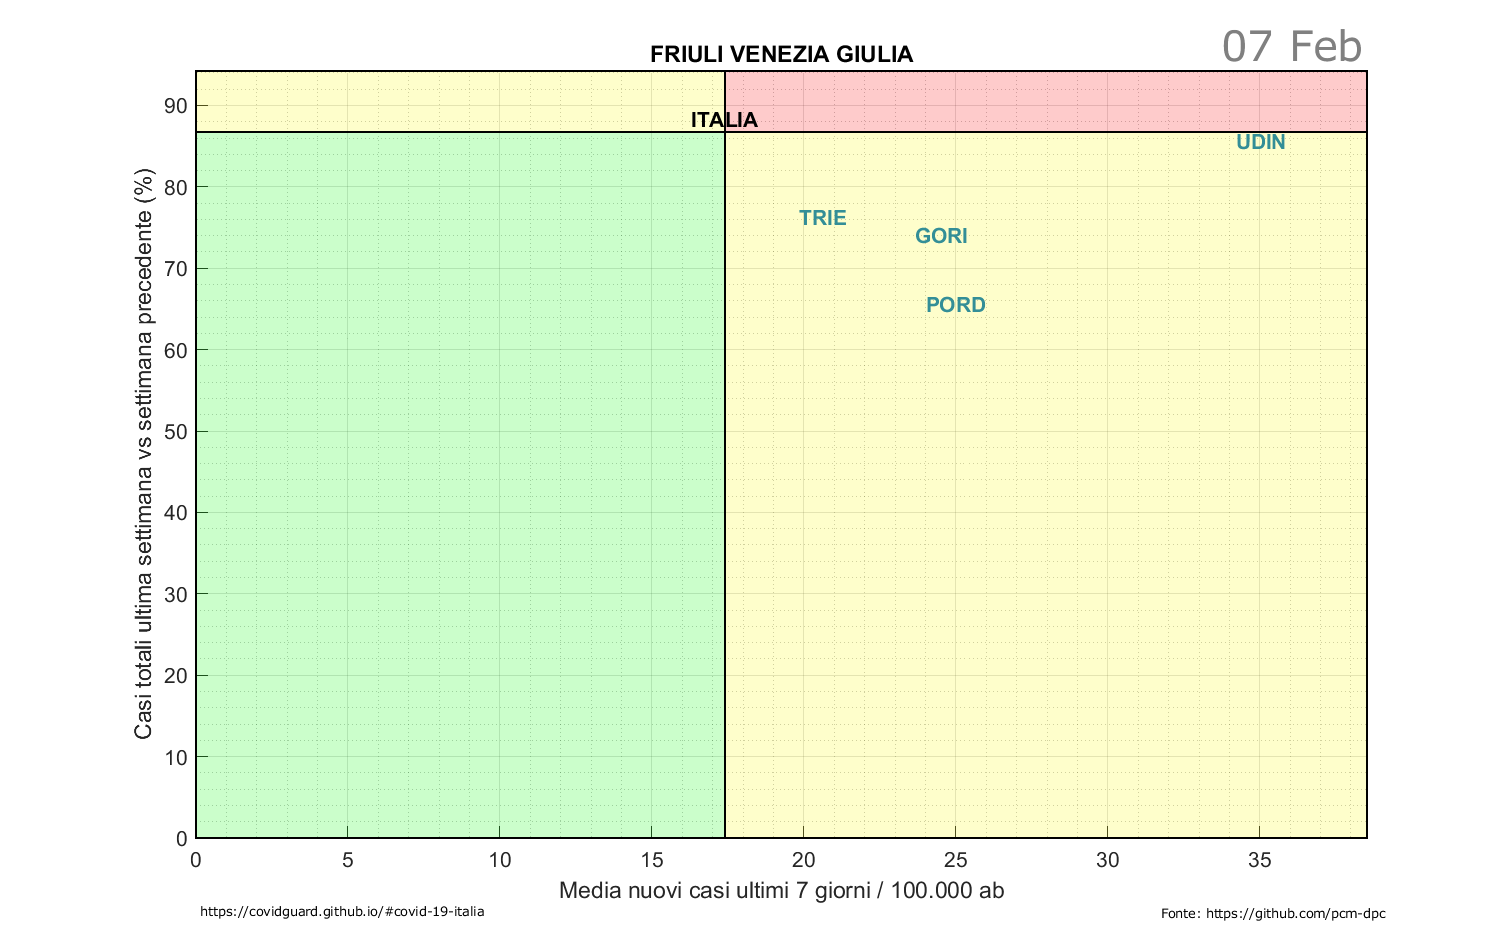 07 Feb
FRIULI VENEZIA GIULIA
Casi totali ultima settimana vs settimana precedente (%)
90
80
70
60
50
40
30
20
10
0
ITALIA
UDIN
TRIE
GORI
PORD
0 5 10 15 20 25 30 35
Media nuovi casi ultimi 7 giorni / 100.000 ab
https://covidguard.github.io/#covid-19-italia
Fonte: https://github.com/pcm-dpc